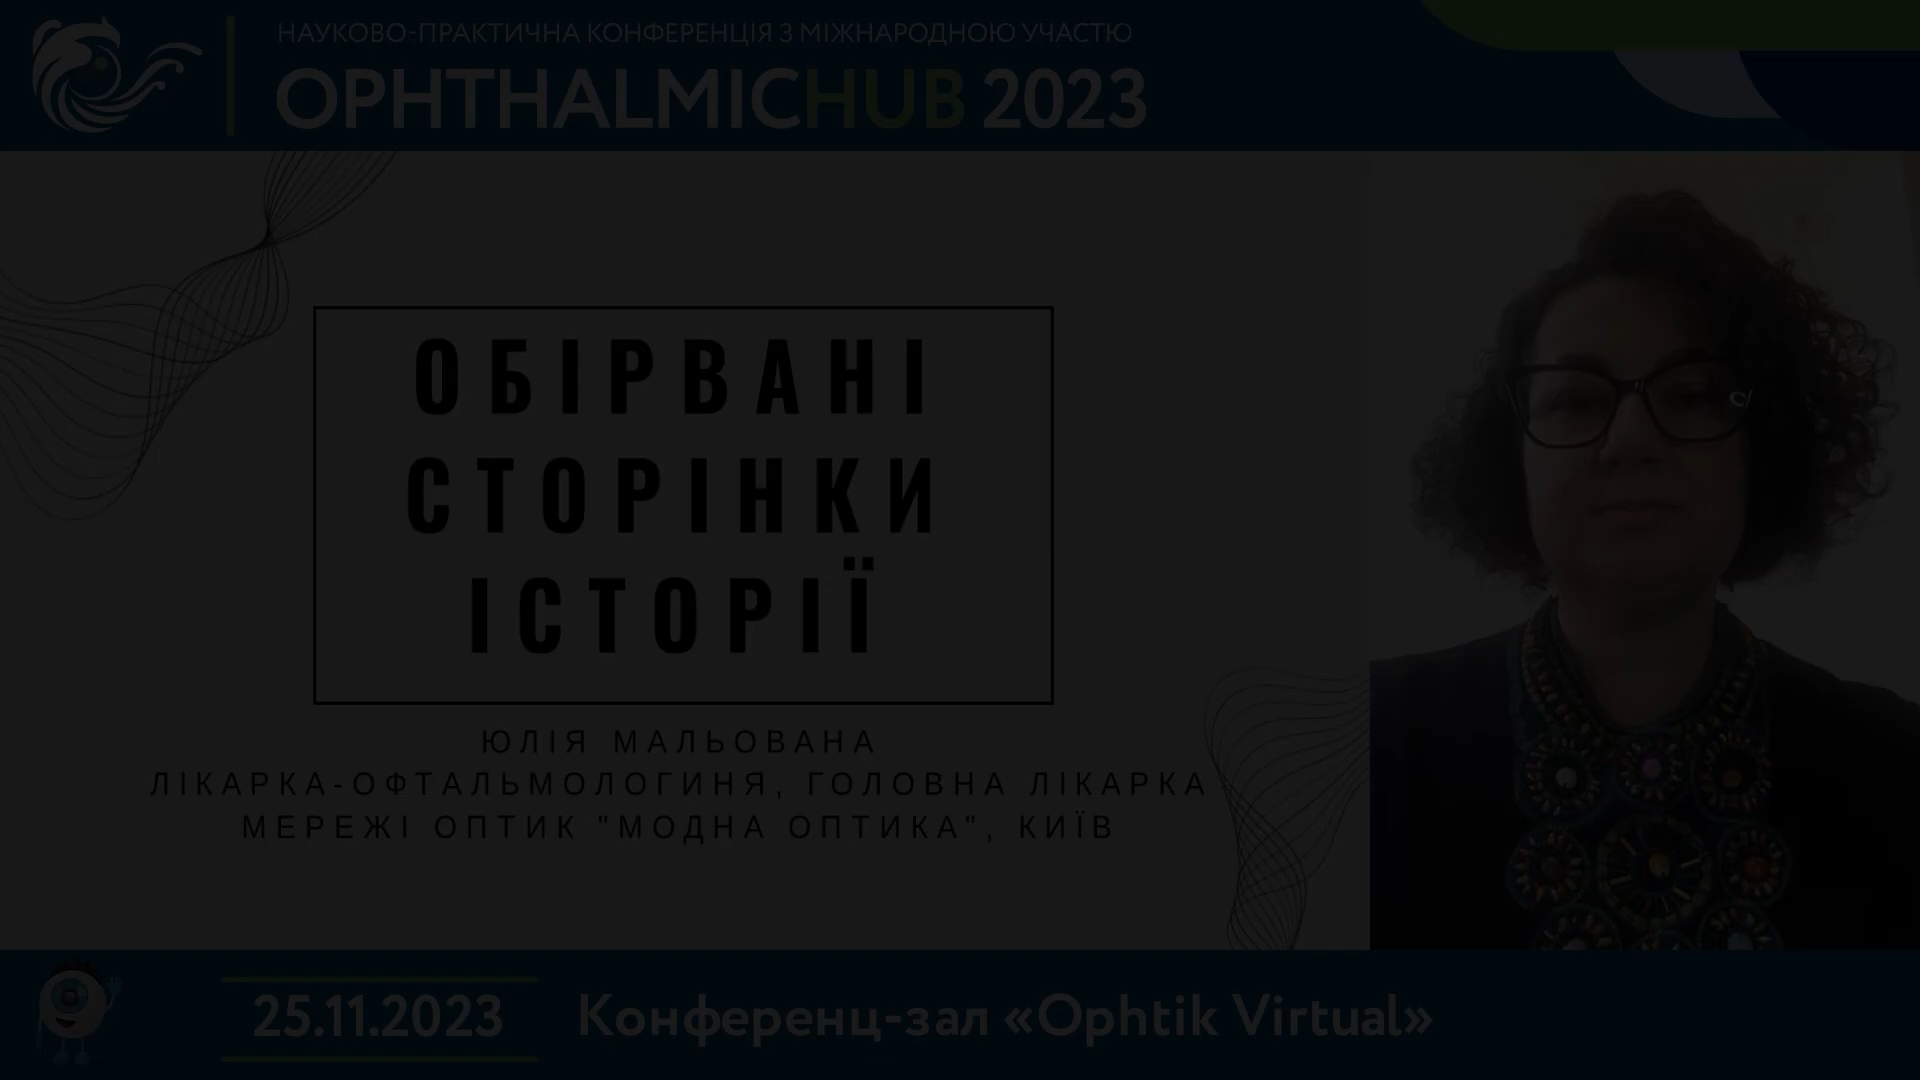 НАУКОВО-ПРАКТИЧНА КОНФЕРЕНЦІЯ З МІЖНАРОДНОЮ УЧАСТЮ
OPHTHALMICHUB 2023
ОБІРВАНІ
СТОРІНКИ
ІСТОРІЇ
ЮЛІЯ МАЛЬОВАНА
ЛІКАРКА-ОФТАЛЬМОЛОГИНЯ, ГОЛОВНА ЛІКАРКА
МЕРЕЖІ ОПТИК "МОДНА ОПТИКА", КИЇВ
25.11.2023 Конференц-зал «Ophtik Virtual»